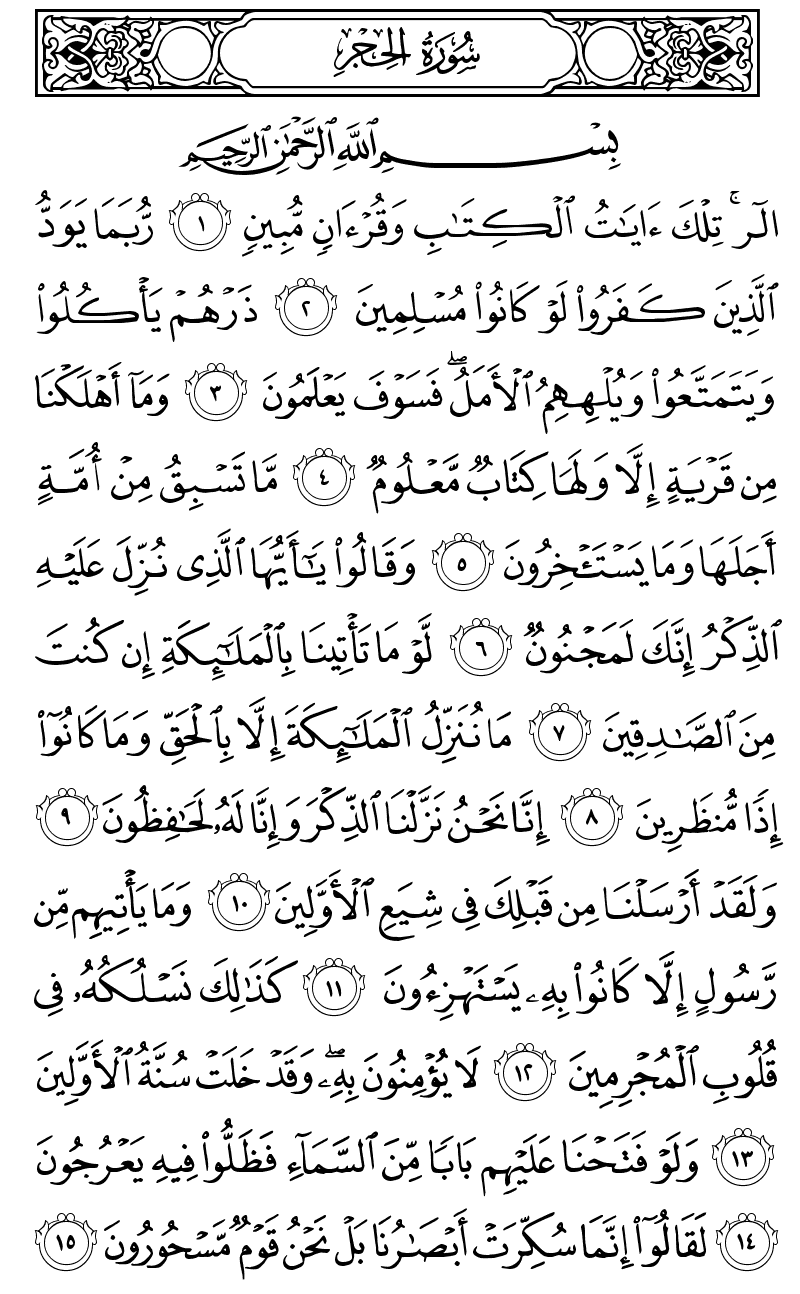 سُورَةُ الحِجْرِ
بِسْمِ ٱللَّهِ ٱلرَّحْمَٰنِ ٱلرَّحِيمِ
الٓر ۚ تِلْكَ ءَايَٰتُ ٱلْكِتَٰبِ وَقُرْءَانٍ مُّبِينٍ ١ رُّبَمَا يَوَدُّ
ٱلَّذِينَ كَفَرُوا۟ لَوْ كَانُوا۟ مُسْلِمِينَ ٢ ذَرْهُمْ يَأْكُلُوا۟
وَيَتَمَتَّعُوا۟ وَيُلْهِهِمُ ٱلْأَمَلُ ۖ فَسَوْفَ يَعْلَمُونَ ٣ وَمَآ أَهْلَكْنَا
مِن قَرْيَةٍ إِلَّا وَلَهَا كِتَابٌ مَّعْلُومٌ ٤ مَّا تَسْبِقُ مِنْ أُمَّةٍ
أَجَلَهَا وَمَا يَسْتَـْٔخِرُونَ ٥ وَقَالُوا۟ يَٰٓأَيُّهَا ٱلَّذِى نُزِّلَ عَلَيْهِ
ٱلذِّكْرُ إِنَّكَ لَمَجْنُونٌ ٦ لَّوْ مَا تَأْتِينَا بِٱلْمَلَٰٓئِكَةِ إِن كُنتَ
مِنَ ٱلصَّٰدِقِينَ ٧ مَا نُنَزِّلُ ٱلْمَلَٰٓئِكَةَ إِلَّا بِٱلْحَقِّ وَمَا كَانُوٓا۟
إِذًا مُّنظَرِينَ ٨ إِنَّا نَحْنُ نَزَّلْنَا ٱلذِّكْرَ وَإِنَّا لَهُۥ لَحَٰفِظُونَ ٩
وَلَقَدْ أَرْسَلْنَا مِن قَبْلِكَ فِى شِيَعِ ٱلْأَوَّلِينَ ١٠ وَمَا يَأْتِيهِم مِّن
رَّسُولٍ إِلَّا كَانُوا۟ بِهِۦ يَسْتَهْزِءُونَ ١١ كَذَٰلِكَ نَسْلُكُهُۥ فِى
قُلُوبِ ٱلْمُجْرِمِينَ ١٢ لَا يُؤْمِنُونَ بِهِۦ ۖ وَقَدْ خَلَتْ سُنَّةُ ٱلْأَوَّلِينَ
١٣ وَلَوْ فَتَحْنَا عَلَيْهِم بَابًا مِّنَ ٱلسَّمَآءِ فَظَلُّوا۟ فِيهِ يَعْرُجُونَ
١٤ لَقَالُوٓا۟ إِنَّمَا سُكِّرَتْ أَبْصَٰرُنَا بَلْ نَحْنُ قَوْمٌ مَّسْحُورُونَ ١٥